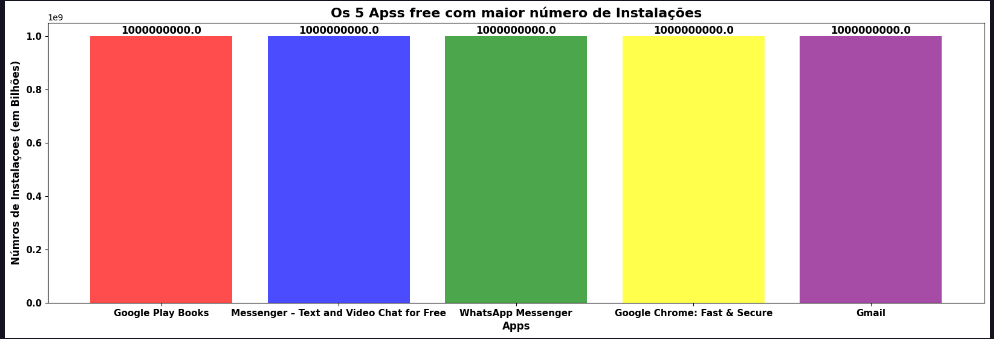 Os 5 Apss free com maior número de Instalações
1e9
1000000000.0 1000000000.0 1000000000.0 1000000000.0 1000000000.0
Númros de Instalaçoes (em Bilhões)
1.0
0.8
0.6
0.4
0.2
0.0
Google Play Books Messenger – Text and Video Chat for Free WhatsApp Messenger Google Chrome: Fast & Secure Gmail
Apps